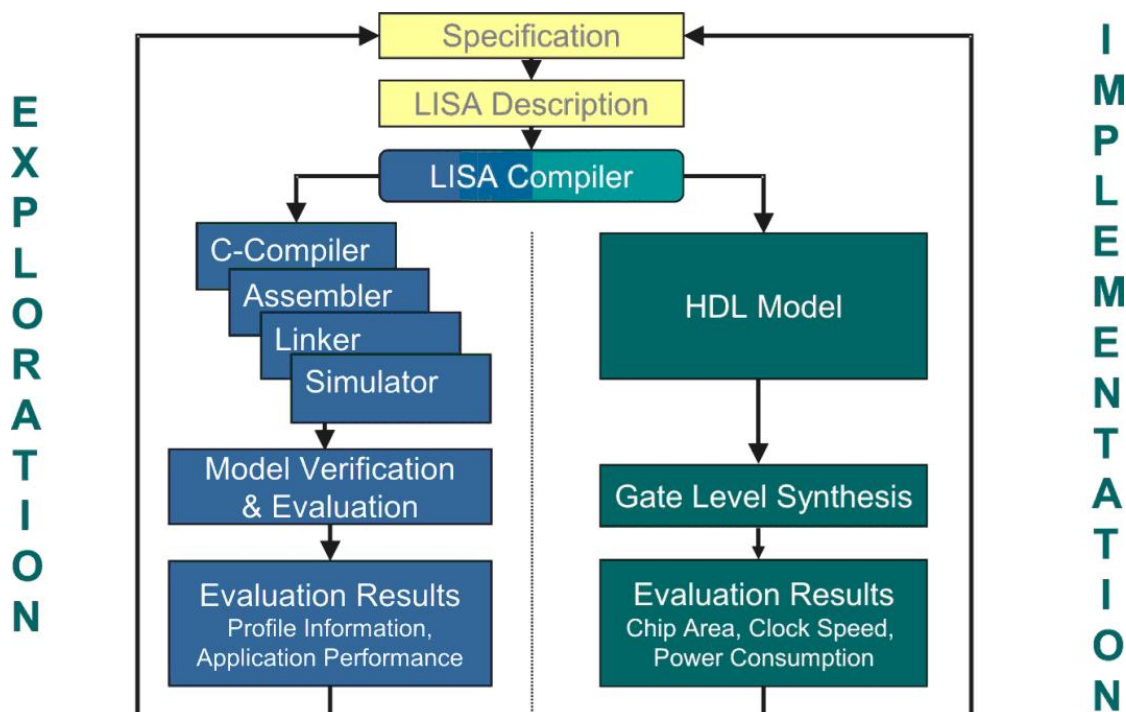 Specification
LISA Description
LISA Compiler
EXPLORATION
C-Compiler
Assembler
Linker
Simulator
Model Verification
& Evaluation
Evaluation Results
Profile Information,
Application Performance
HDL Model
Gate Level Synthesis
Evaluation Results
Chip Area, Clock Speed,
Power Consumption
IMPLEMENTATION